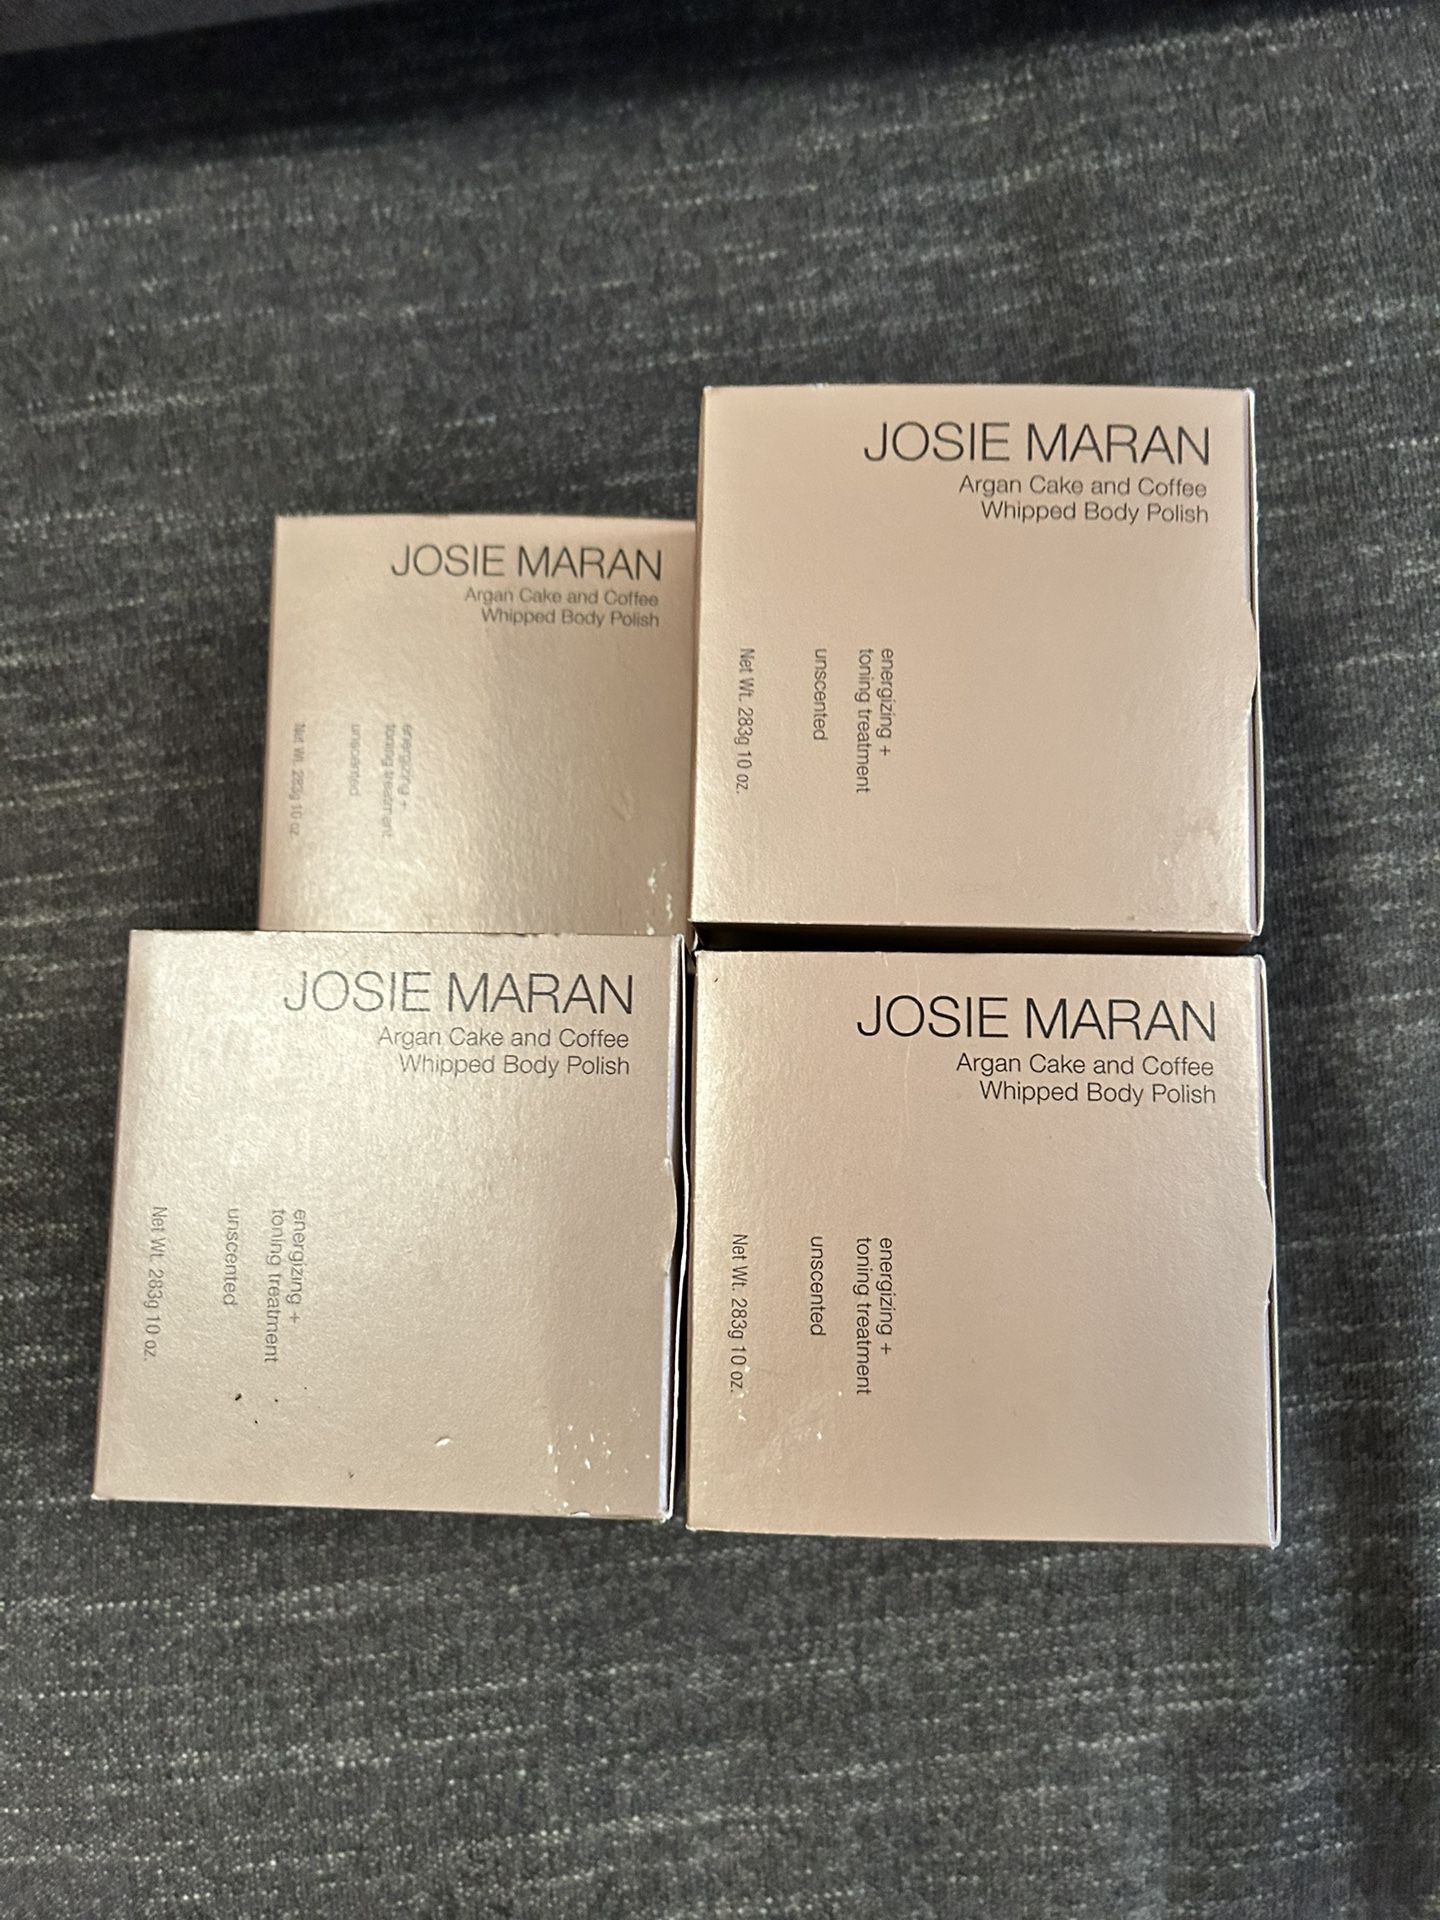 JOSIE MARAN
Argan Cake and Coffee
Whipped Body Polish
energizing +
toning treatment
unscented
Net Wt. 283g 10 oz.
JOSIE MARAN
Argan Cake and Coffee
Whipped Body Polish
energizing +
toning treatment
unscented
Net Wt. 283g 10 oz.
JOSIE MARAN
Argan Cake and Coffee
Whipped Body Polish
energizing +
toning treatment
unscented
Net Wt. 283g 10 oz.
JOSIE MARAN
Argan Cake and Coffee
Whipped Body Polish
energizing +
toning treatment
unscented
Net Wt. 283g 10 oz.